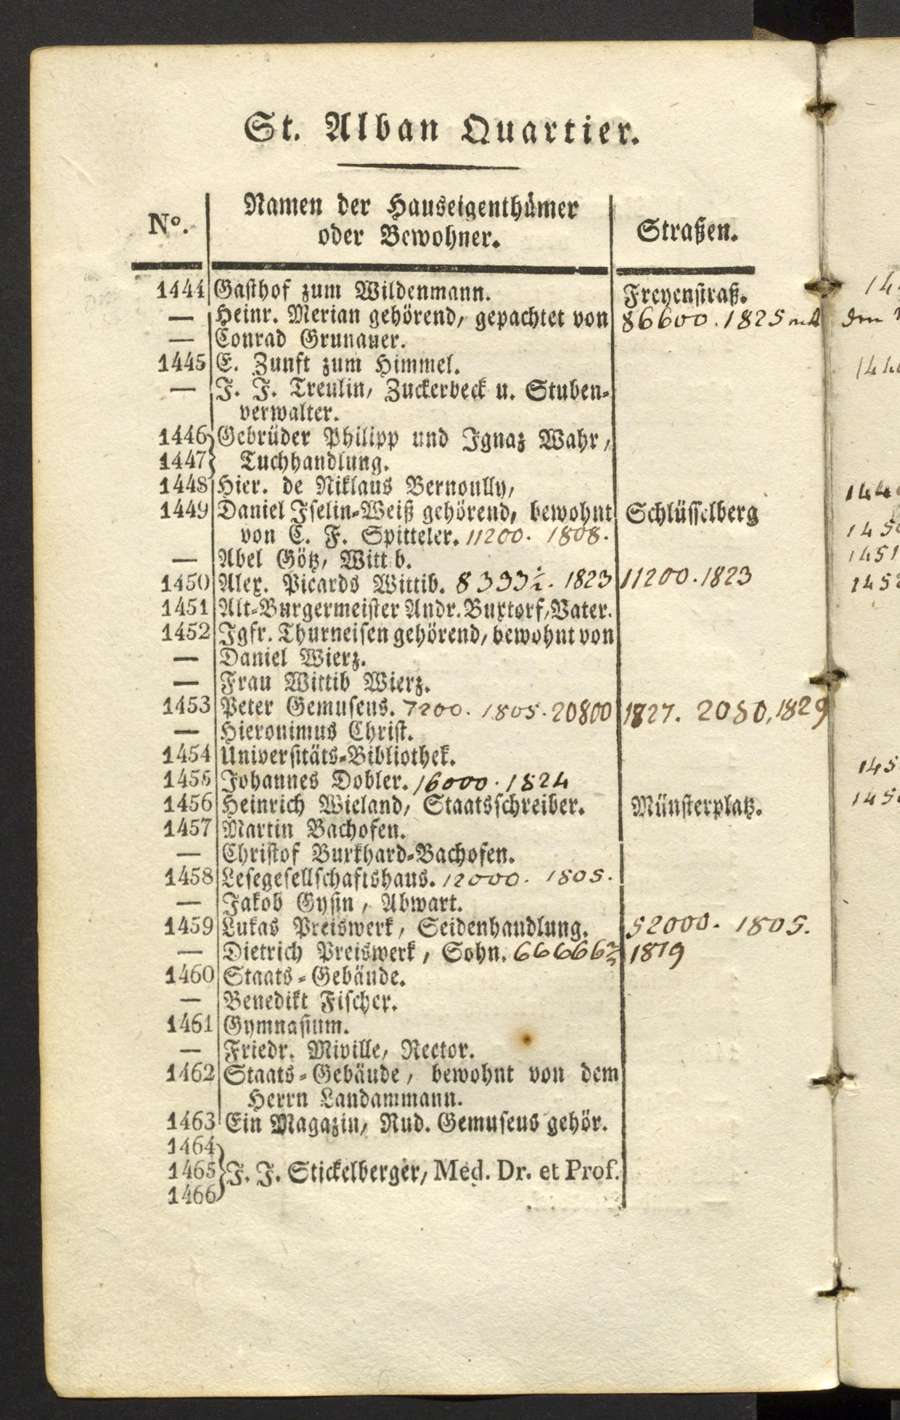 St. Alban Quartier.
Nº. Namen der Hauseigenthümer oder Bewohner. Straßen.
1444 Gasthof zum Wildenmann. Freyenstraß.
— Heinr. Merian gehörend, gepachtet von 86600. 1825
— Conrad Grunauer.
1445 E. Zunft zum Himmel.
— J. J. Treulin, Zuckerbeck u. Stuben-
verwalter.
1446 Gebrüder Philipp und Ignaz Wahr,
1447 Tuchhandlung.
1448 Hier. de Niklaus Bernoully,
1449 Daniel Iselin-Weiß gehörend, bewohnt Schlüsselberg
von C. F. Spitteler. 11200. 1808.
— Abel Götz, Wittib.
1450 Alex. Picards Wittib. 8333½. 1823 11200. 1823
1451 Alt-Burgermeister Andr. Buxtorf, Vater.
1452 Jgfr. Thurneisen gehörend, bewohnt von
— Daniel Wierz.
— Frau Wittib Wierz.
1453 Peter Gemuseus. 7200. 1805. 20800 1827. 2080, 1829
— Hieronimus Christ.
1454 Universitäts-Bibliothek.
1455 Johannes Dobler. 16000. 1824
1456 Heinrich Wieland, Staatsschreiber. Münsterplatz.
1457 Martin Bachofen.
— Christof Burkhard-Bachofen.
1458 Lesegesellschaftshaus. 12000. 1805.
— Jakob Gysin, Abwart.
1459 Lukas Preiswerk, Seidenhandlung. 52000. 1805.
— Dietrich Preiswerk, Sohn. 66666⅔ 1819
1460 Staats-Gebäude.
— Benedikt Fischer.
1461 Gymnasium.
— Friedr. Miville, Rector.
1462 Staats-Gebäude, bewohnt von dem
Herrn Landammann.
1463 Ein Magazin, Rud. Gemuseus gehör.
1464
1465 J. J. Stickelberger, Med. Dr. et Prof.
1466